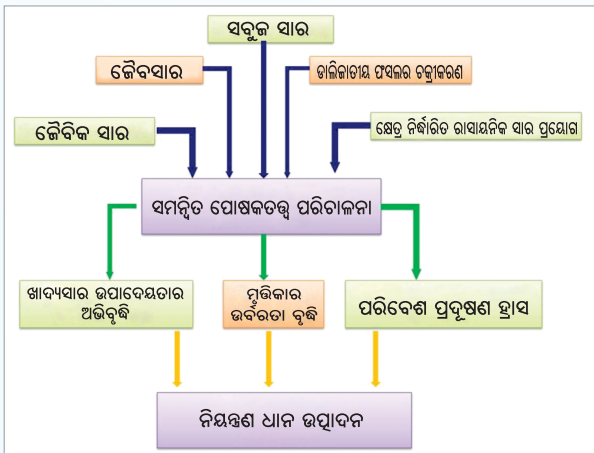 ସବୁଜ ସାର
ଜୈବସାର
ଡାଲିଜାତୀୟ ଫସଲର ଚକ୍ରୀକରଣ
ଜୈବିକ ସାର
କ୍ଷେତ୍ର ନିର୍ଦ୍ଧାରିତ ରାସାୟନିକ ସାର ପ୍ରୟୋଗ
ସମନ୍ୱିତ ପୋଷକତତ୍ତ୍ୱ ପରିଚାଳନା
ଖାଦ୍ୟସାର ଉପାଦେୟତାର
ଅଭିବୃଦ୍ଧି
ମୃତ୍ତିକାର
ଉର୍ବରତା ବୃଦ୍ଧି
ପରିବେଶ ପ୍ରଦୂଷଣ ହ୍ରାସ
ନିୟନ୍ତ୍ରଣ ଧାନ ଉତ୍ପାଦନ